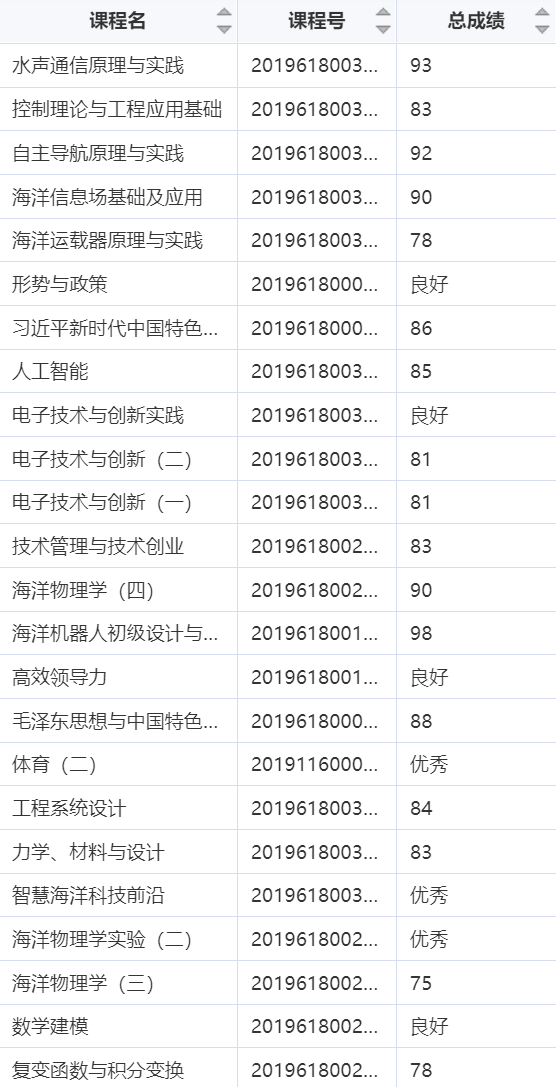 课程名 课程号 总成绩
水声通信原理与实践 2019618003... 93
控制理论与工程应用基础 2019618003... 83
自主导航原理与实践 2019618003... 92
海洋信息场基础及应用 2019618003... 90
海洋运载器原理与实践 2019618003... 78
形势与政策 2019618000... 良好
习近平新时代中国特色... 2019618000... 86
人工智能 2019618003... 85
电子技术与创新实践 2019618003... 良好
电子技术与创新（二） 2019618003... 81
电子技术与创新（一） 2019618003... 81
技术管理与技术创业 2019618002... 83
海洋物理学（四） 2019618002... 90
海洋机器人初级设计与... 2019618001... 98
高效领导力 2019618001... 良好
毛泽东思想与中国特色... 2019618000... 88
体育（二） 2019116000... 优秀
工程系统设计 2019618003... 84
力学、材料与设计 2019618003... 83
智慧海洋科技前沿 2019618003... 优秀
海洋物理学实验（二） 2019618002... 优秀
海洋物理学（三） 2019618002... 75
数学建模 2019618002... 良好
复变函数与积分变换 2019618002... 78